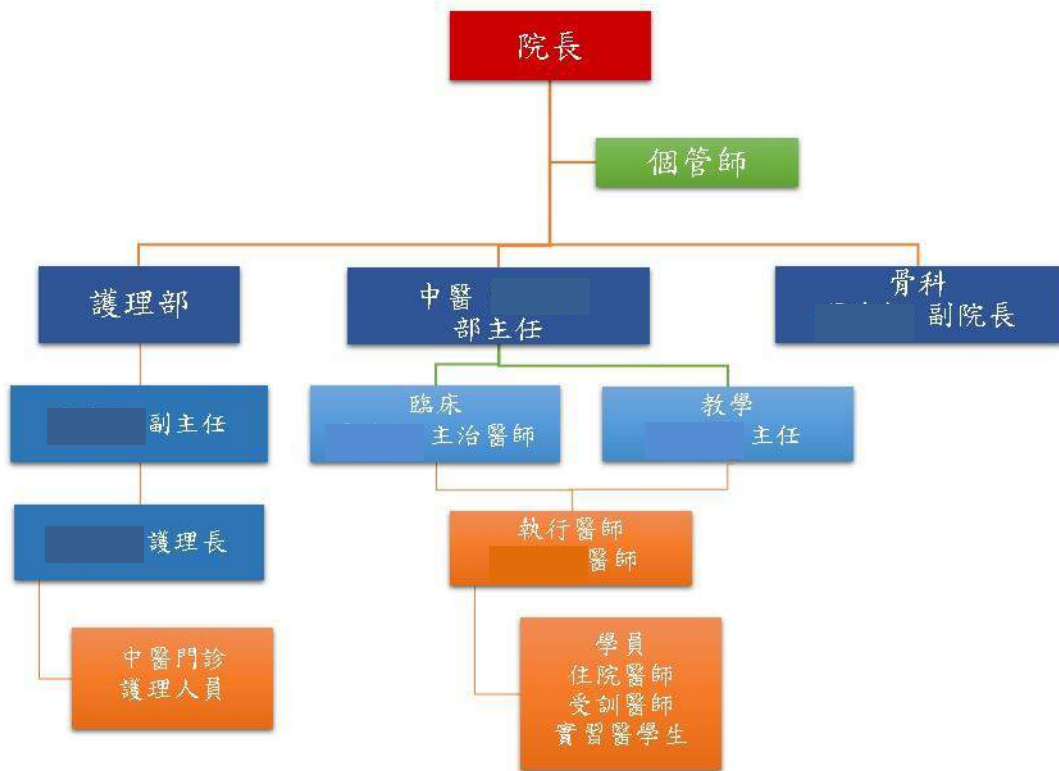 院長
個管師
護理部
中醫
部主任
骨科
副院長
副主任
臨床
主治醫師
教學
主任
護理長
執行醫師
醫師
中醫門診
護理人員
學員
住院醫師
受訓醫師
實習醫學生